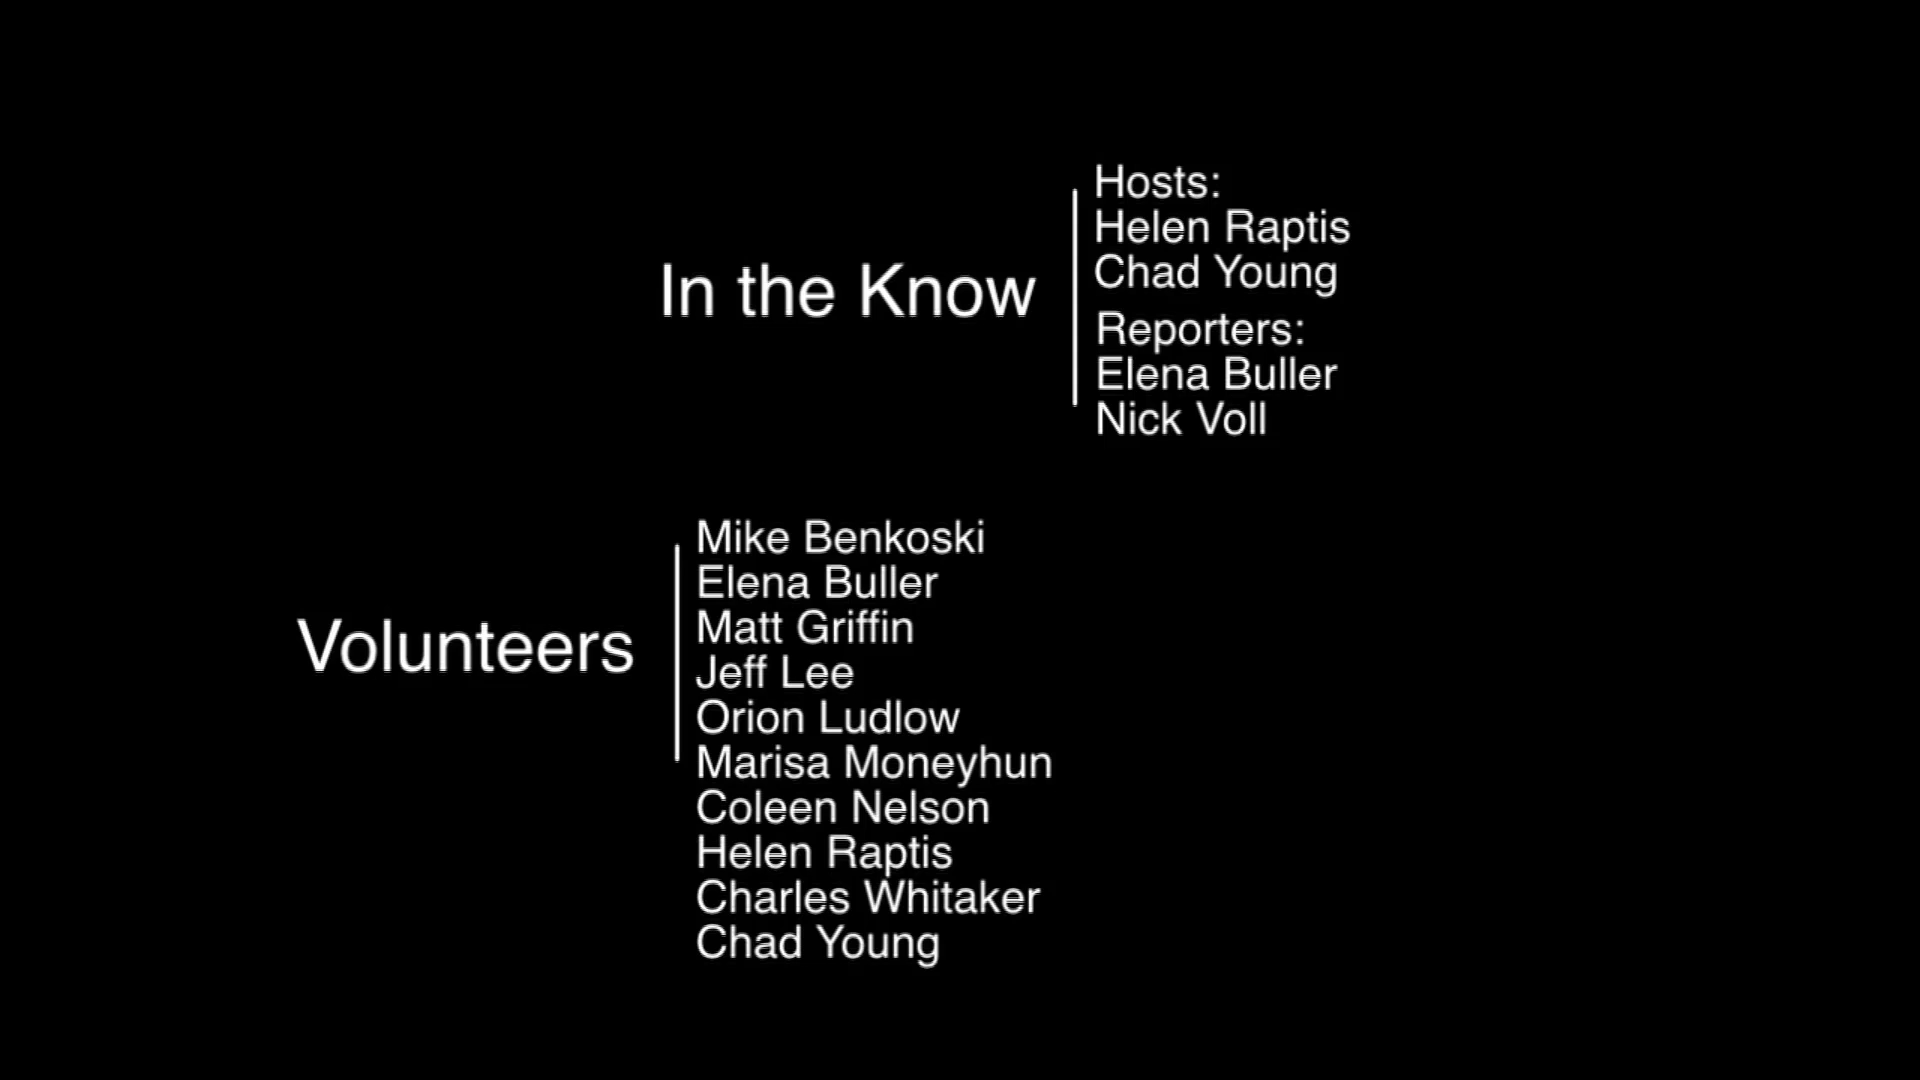 In the Know
Hosts:
Helen Raptis
Chad Young
Reporters:
Elena Buller
Nick Voll
Volunteers
Mike Benkoski
Elena Buller
Matt Griffin
Jeff Lee
Orion Ludlow
Marisa Moneyhun
Coleen Nelson
Helen Raptis
Charles Whitaker
Chad Young